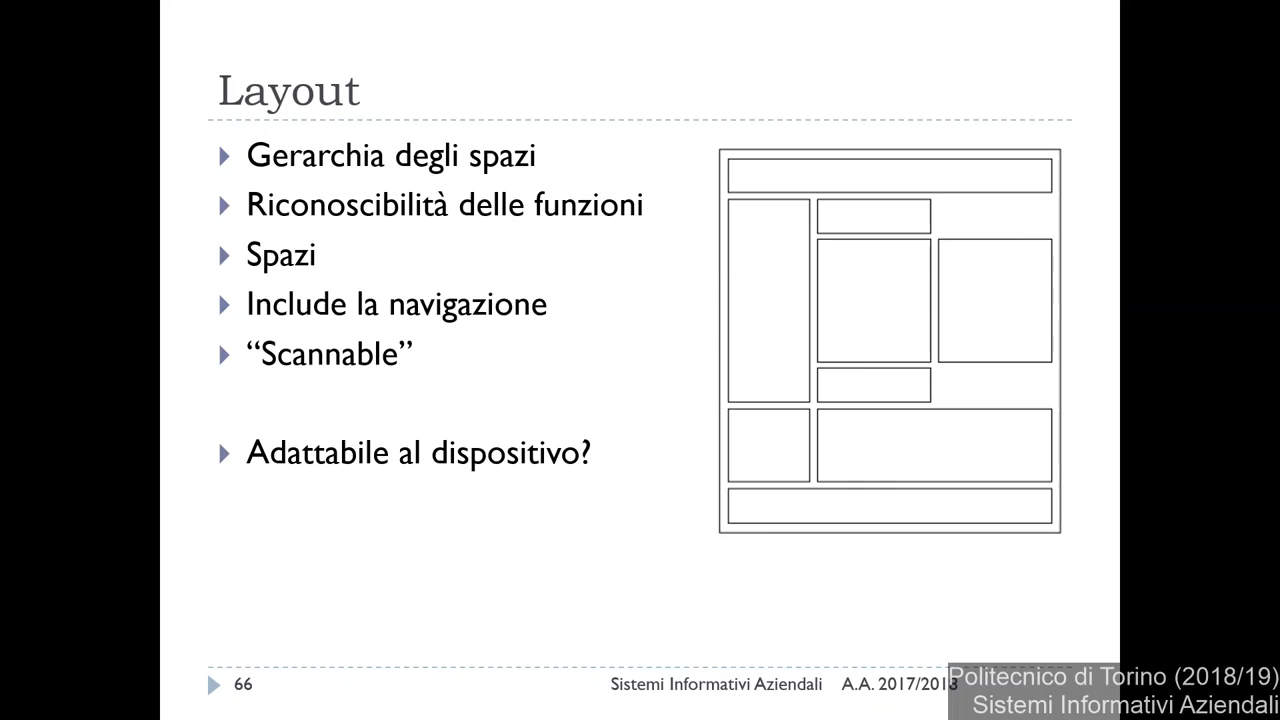 Layout
Gerarchia degli spazi
Riconoscibilità delle funzioni
Spazi
Include la navigazione
“Scannable”
Adattabile al dispositivo?
66
Sistemi Informativi Aziendali A.A. 2017/2018
Politecnico di Torino (2018/19)
Sistemi Informativi Aziendali